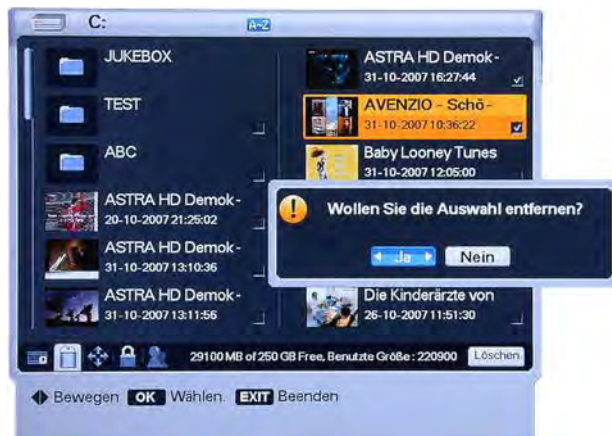 C:
A-Z
JUKEBOX
TEST
ABC
ASTRA HD Demok-
20-10-2007 21:25:02
ASTRA HD Demok-
31-10-2007 13:10:36
ASTRA HD Demok-
31-10-2007 13:11:56
ASTRA HD Demok-
31-10-2007 16:27:44
AVENZIO - Schö-
31-10-2007 10:36:22
Baby Looney Tunes
31-10-2007 12:05:00
Wollen Sie die Auswahl entfernen?
Ja
Nein
Die Kinderärzte von
26-10-2007 11:51:30
29100 MB of 250 GB Free, Benutzte Größe : 220900
Löschen
Bewegen OK Wählen. EXIT Beenden